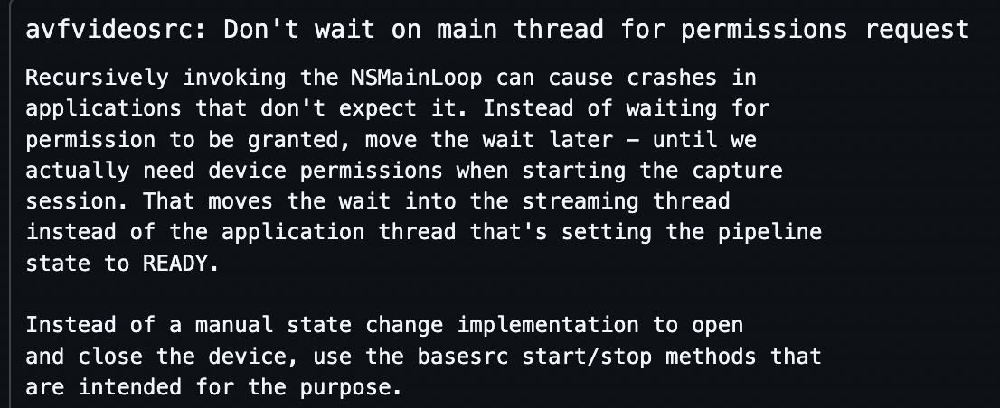 avfvideosrc: Don't wait on main thread for permissions request
Recursively invoking the NSMainLoop can cause crashes in
applications that don't expect it. Instead of waiting for
permission to be granted, move the wait later – until we
actually need device permissions when starting the capture
session. That moves the wait into the streaming thread
instead of the application thread that's setting the pipeline
state to READY.

Instead of a manual state change implementation to open
and close the device, use the basesrc start/stop methods that
are intended for the purpose.